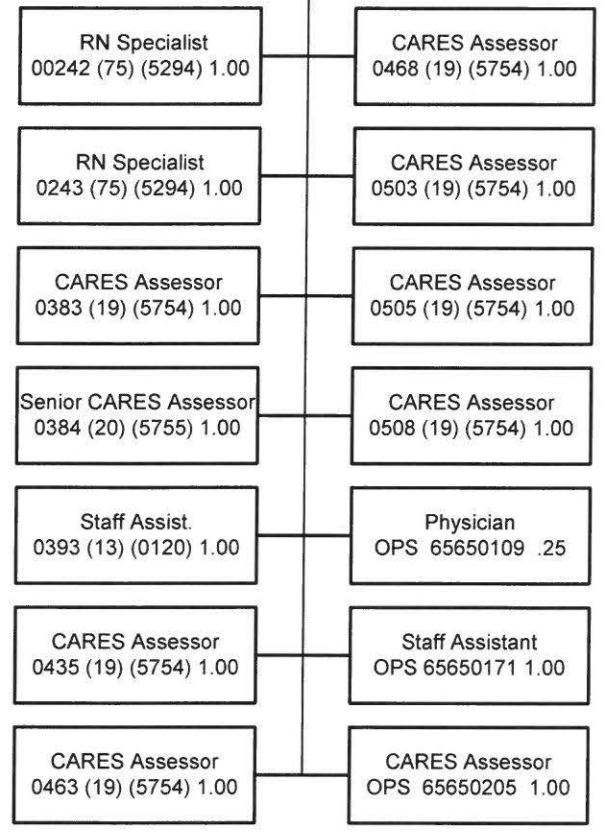 RN Specialist
00242 (75) (5294) 1.00
CARES Assessor
0468 (19) (5754) 1.00
RN Specialist
0243 (75) (5294) 1.00
CARES Assessor
0503 (19) (5754) 1.00
CARES Assessor
0383 (19) (5754) 1.00
CARES Assessor
0505 (19) (5754) 1.00
Senior CARES Assessor
0384 (20) (5755) 1.00
CARES Assessor
0508 (19) (5754) 1.00
Staff Assist.
0393 (13) (0120) 1.00
Physician
OPS 65650109 .25
CARES Assessor
0435 (19) (5754) 1.00
Staff Assistant
OPS 65650171 1.00
CARES Assessor
0463 (19) (5754) 1.00
CARES Assessor
OPS 65650205 1.00